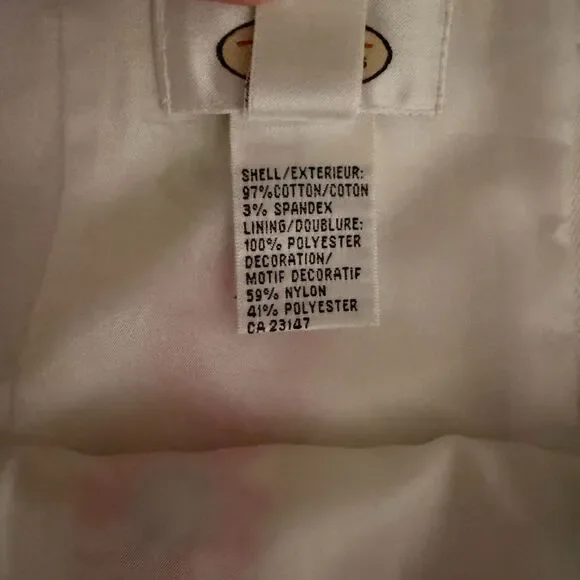 SHELL/EXTERIEUR:
97%COTTON/COTON
3% SPANDEX
LINING/DOUBLURE:
100% POLYESTER
DECORATION/
MOTIF DECORATIF
59% NYLON
41% POLYESTER
CA 23147